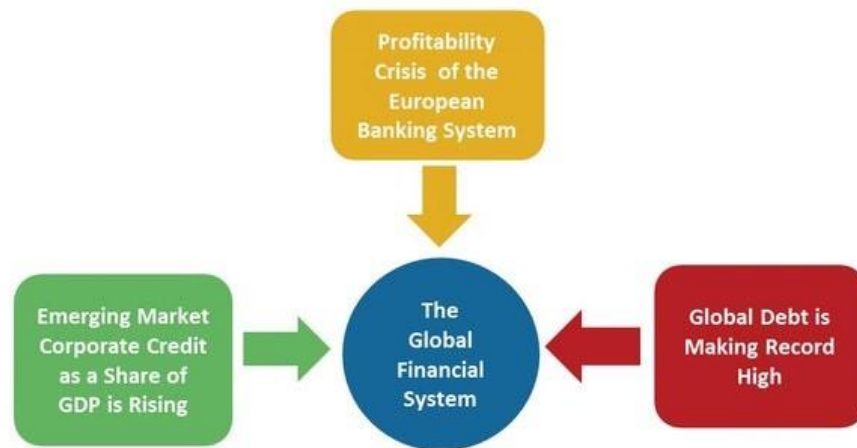 Profitability
Crisis of the
European
Banking System
Emerging Market
Corporate Credit
as a Share of
GDP is Rising
The
Global
Financial
System
Global Debt is
Making Record
High